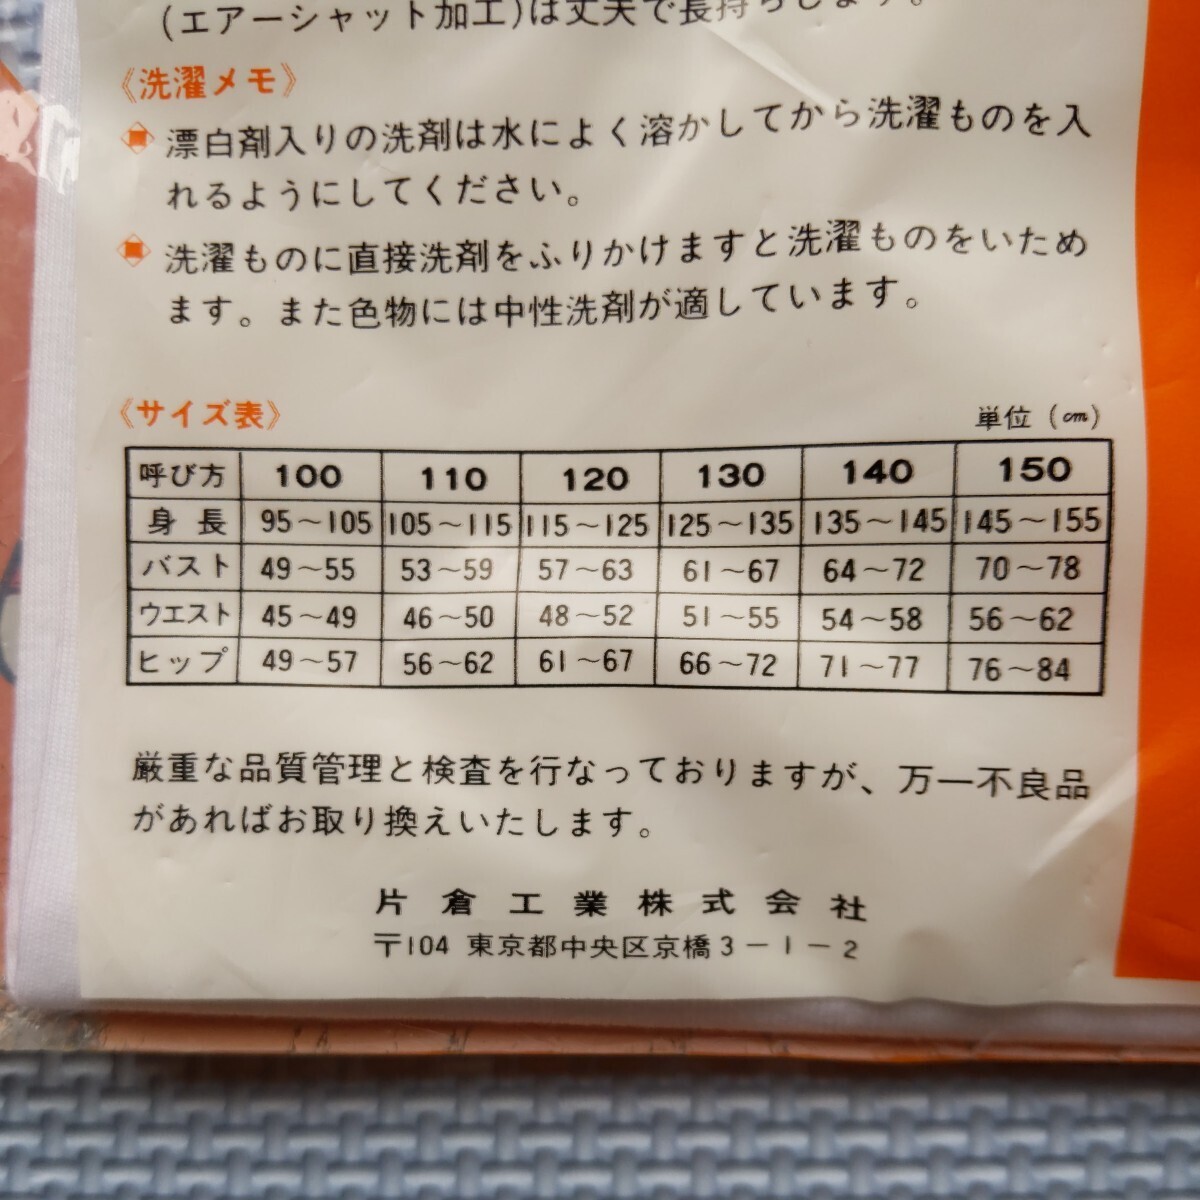 (エアーシャット加工)は丈夫で長持ちします。
《洗濯メモ》
漂白剤入りの洗剤は水によく溶かしてから洗濯ものを入
れるようにしてください。
洗濯ものに直接洗剤をふりかけますと洗濯ものをいため
ます。また色物には中性洗剤が適しています。
《サイズ表》 単位(㎝)
呼び方 100 110 120 130 140 150
身長 95〜105 105〜115 115〜125 125〜135 135〜145 145〜155
バスト 49〜55 53〜59 57〜63 61〜67 64〜72 70〜78
ウエスト 45〜49 46〜50 48〜52 51〜55 54〜58 56〜62
ヒップ 49〜57 56〜62 61〜67 66〜72 71〜77 76〜84
厳重な品質管理と検査を行なっておりますが、万一不良品
があればお取り換えいたします。
片倉工業株式会社
〒104 東京都中央区京橋3-1-2